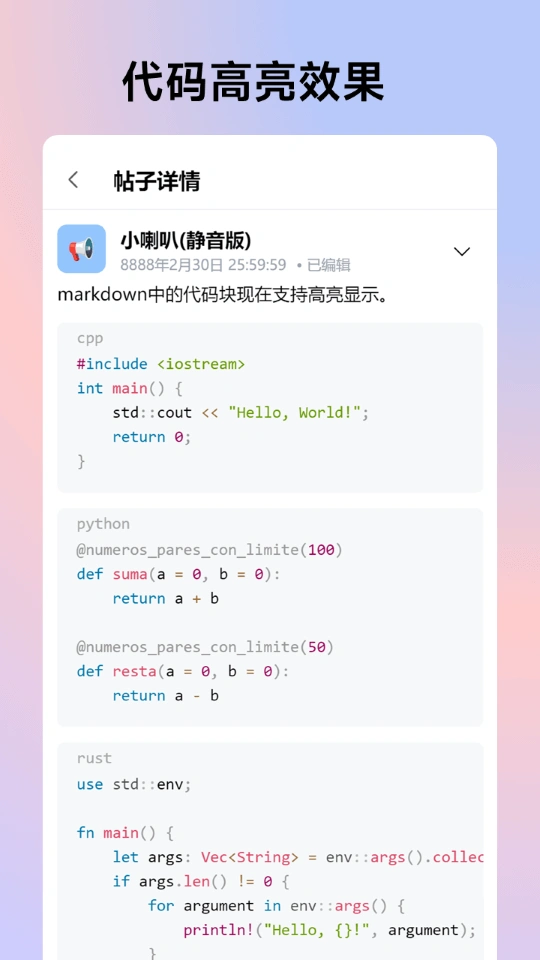 代码高亮效果
帖子详情
小喇叭(静音版)
8888年2月30日 25:59:59 • 已编辑
markdown中的代码块现在支持高亮显示。
cpp
#include <iostream>
int main() {
    std::cout << "Hello, World!";
    return 0;
}
python
@numeros_pares_con_limite(100)
def suma(a = 0, b = 0):
    return a + b
@numeros_pares_con_limite(50)
def resta(a = 0, b = 0):
    return a - b
rust
use std::env;
fn main() {
    let args: Vec<String> = env::args().collec
    if args.len() != 0 {
        for argument in env::args() {
            println!("Hello, {}!", argument);
        }